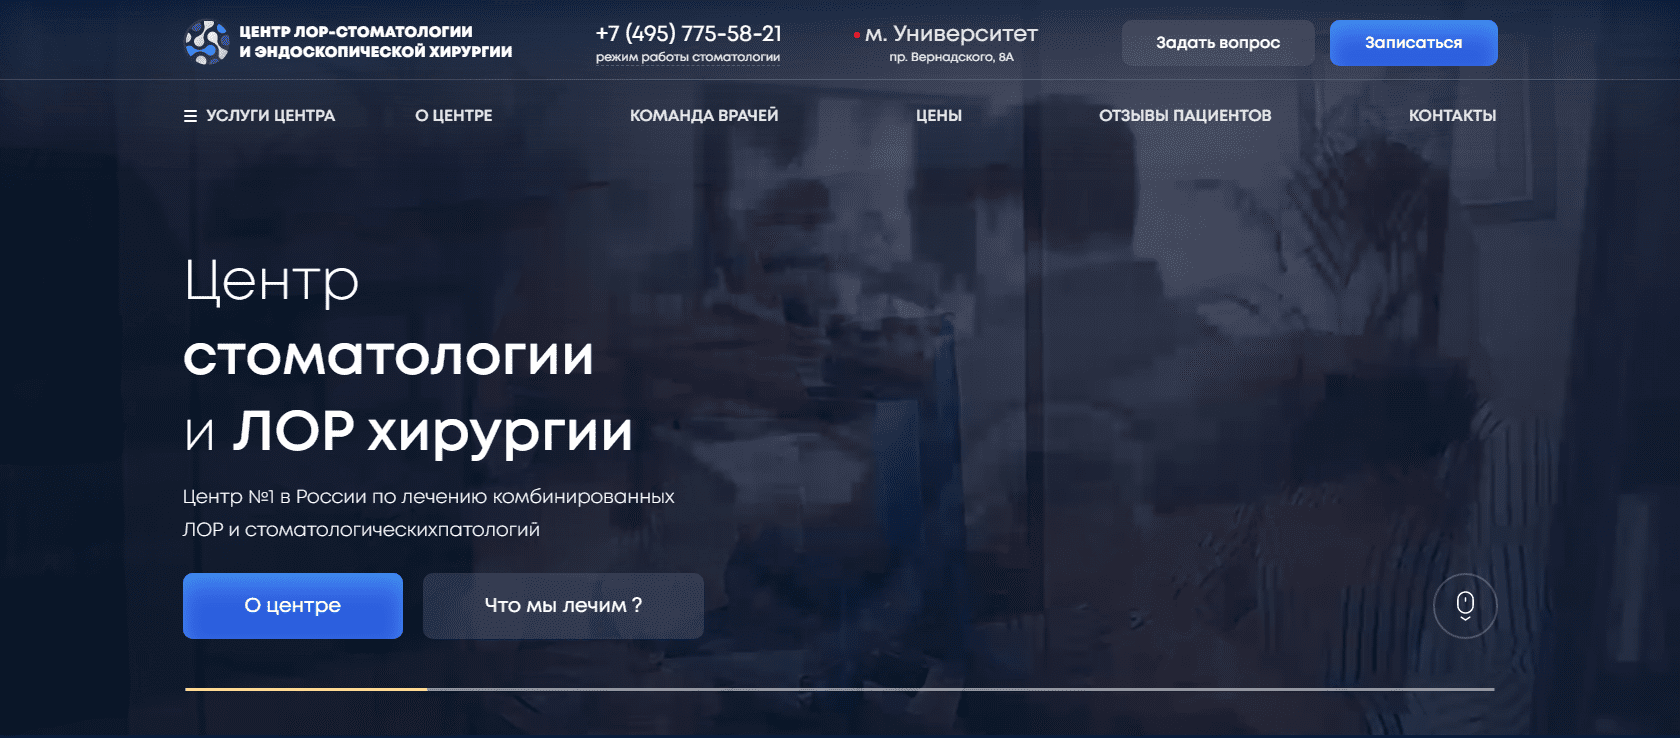 ЦЕНТР ЛОР-СТОМАТОЛОГИИ
И ЭНДОСКОПИЧЕСКОЙ ХИРУРГИИ
+7 (495) 775-58-21
режим работы стоматологии
м. Университет
пр. Вернадского, 8А
Задать вопрос
Записаться
УСЛУГИ ЦЕНТРА
О ЦЕНТРЕ
КОМАНДА ВРАЧЕЙ
ЦЕНЫ
ОТЗЫВЫ ПАЦИЕНТОВ
КОНТАКТЫ
Центр
стоматологии
и ЛОР хирургии
Центр №1 в России по лечению комбинированных
ЛОР и стоматологическихпатологий
О центре
Что мы лечим ?